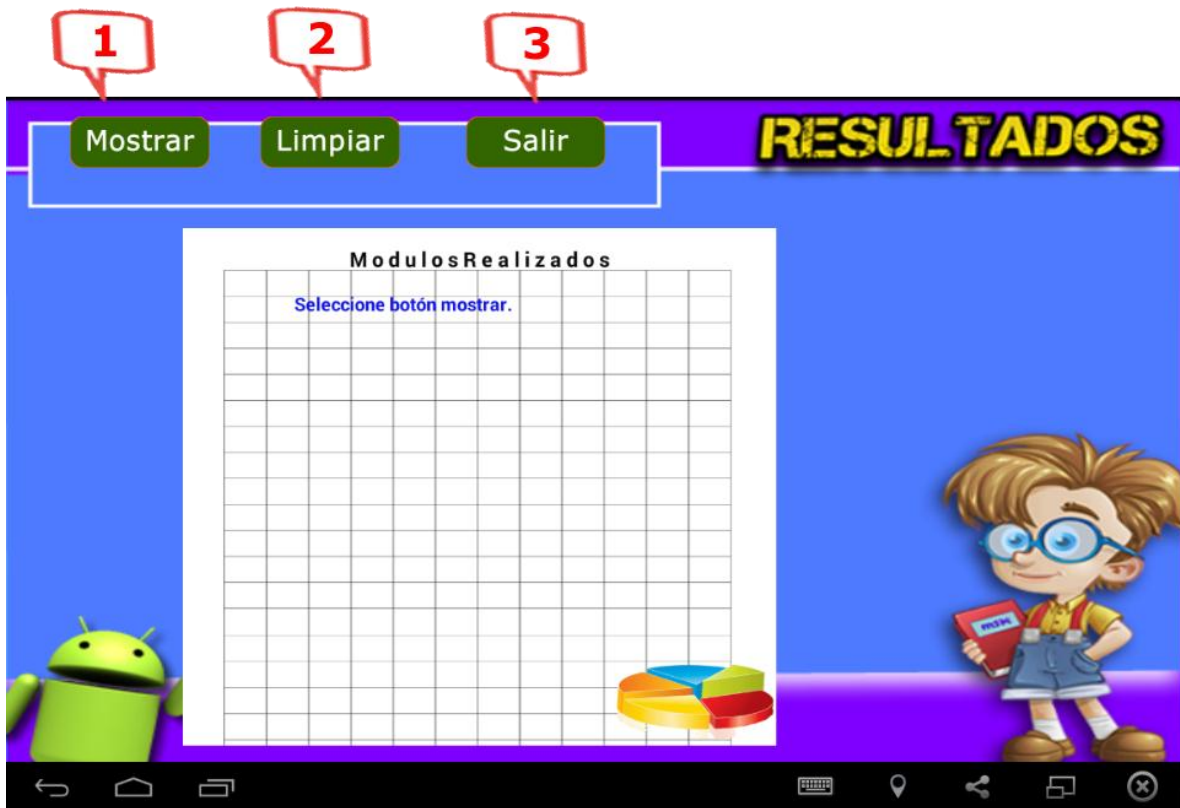 1 2 3
Mostrar Limpiar Salir RESULTADOS
ModulosRealizados
Seleccione botón mostrar.